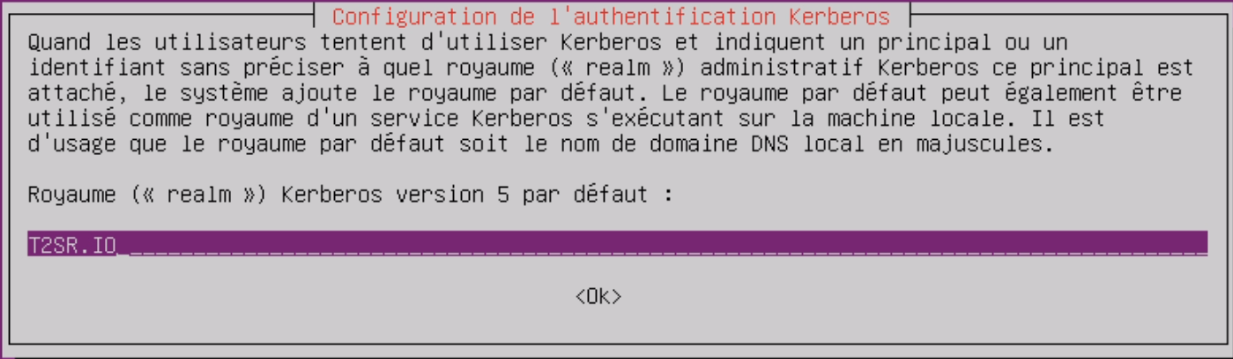 Configuration de l'authentification Kerberos
Quand les utilisateurs tentent d'utiliser Kerberos et indiquent un principal ou un
identifiant sans préciser à quel royaume (« realm ») administratif Kerberos ce principal est
attaché, le système ajoute le royaume par défaut. Le royaume par défaut peut également être
utilisé comme royaume d'un service Kerberos s'exécutant sur la machine locale. Il est
d'usage que le royaume par défaut soit le nom de domaine DNS local en majuscules.
Royaume (« realm ») Kerberos version 5 par défaut :
T2SR.IO
<Ok>